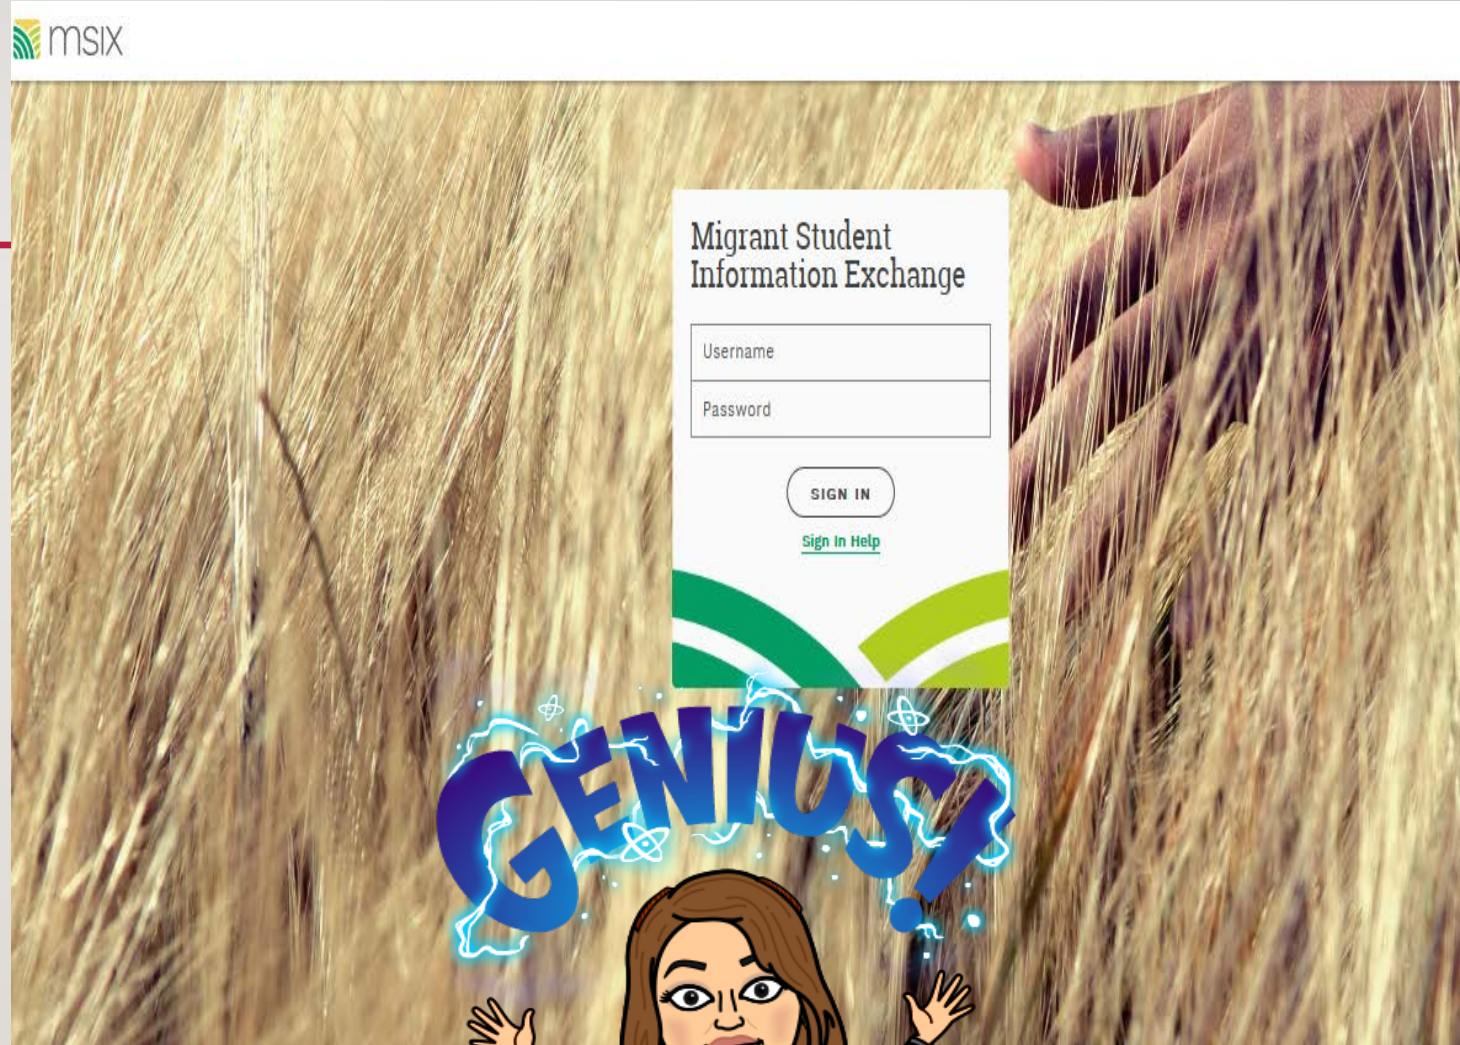 msix
Migrant Student
Information Exchange
Username
Password
SIGN IN
Sign In Help
GENIUS!